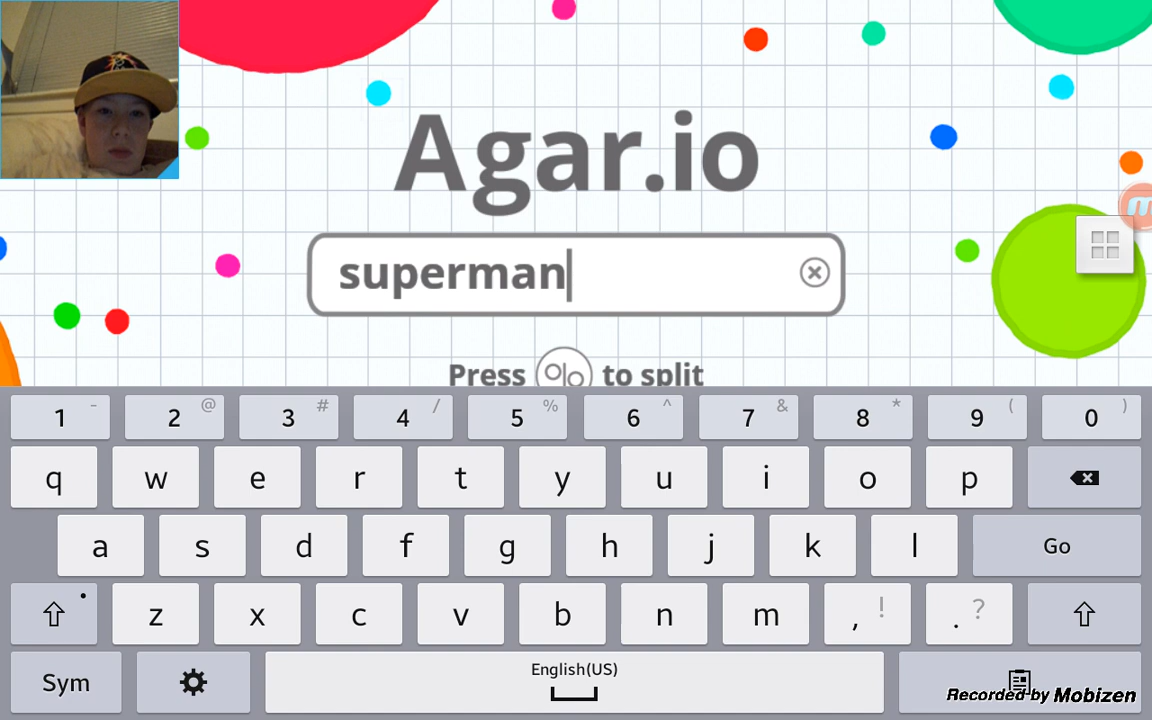 Agar.io
superman
Press to split
1 - 2 @ 3 # 4 / 5 % 6 ^ 7 & 8 * 9 ( 0 )
q w e r t y u i o p
a s d f g h j k l Go
z x c v b n m , ! . ?
Sym English(US)
Recorded by Mobizen